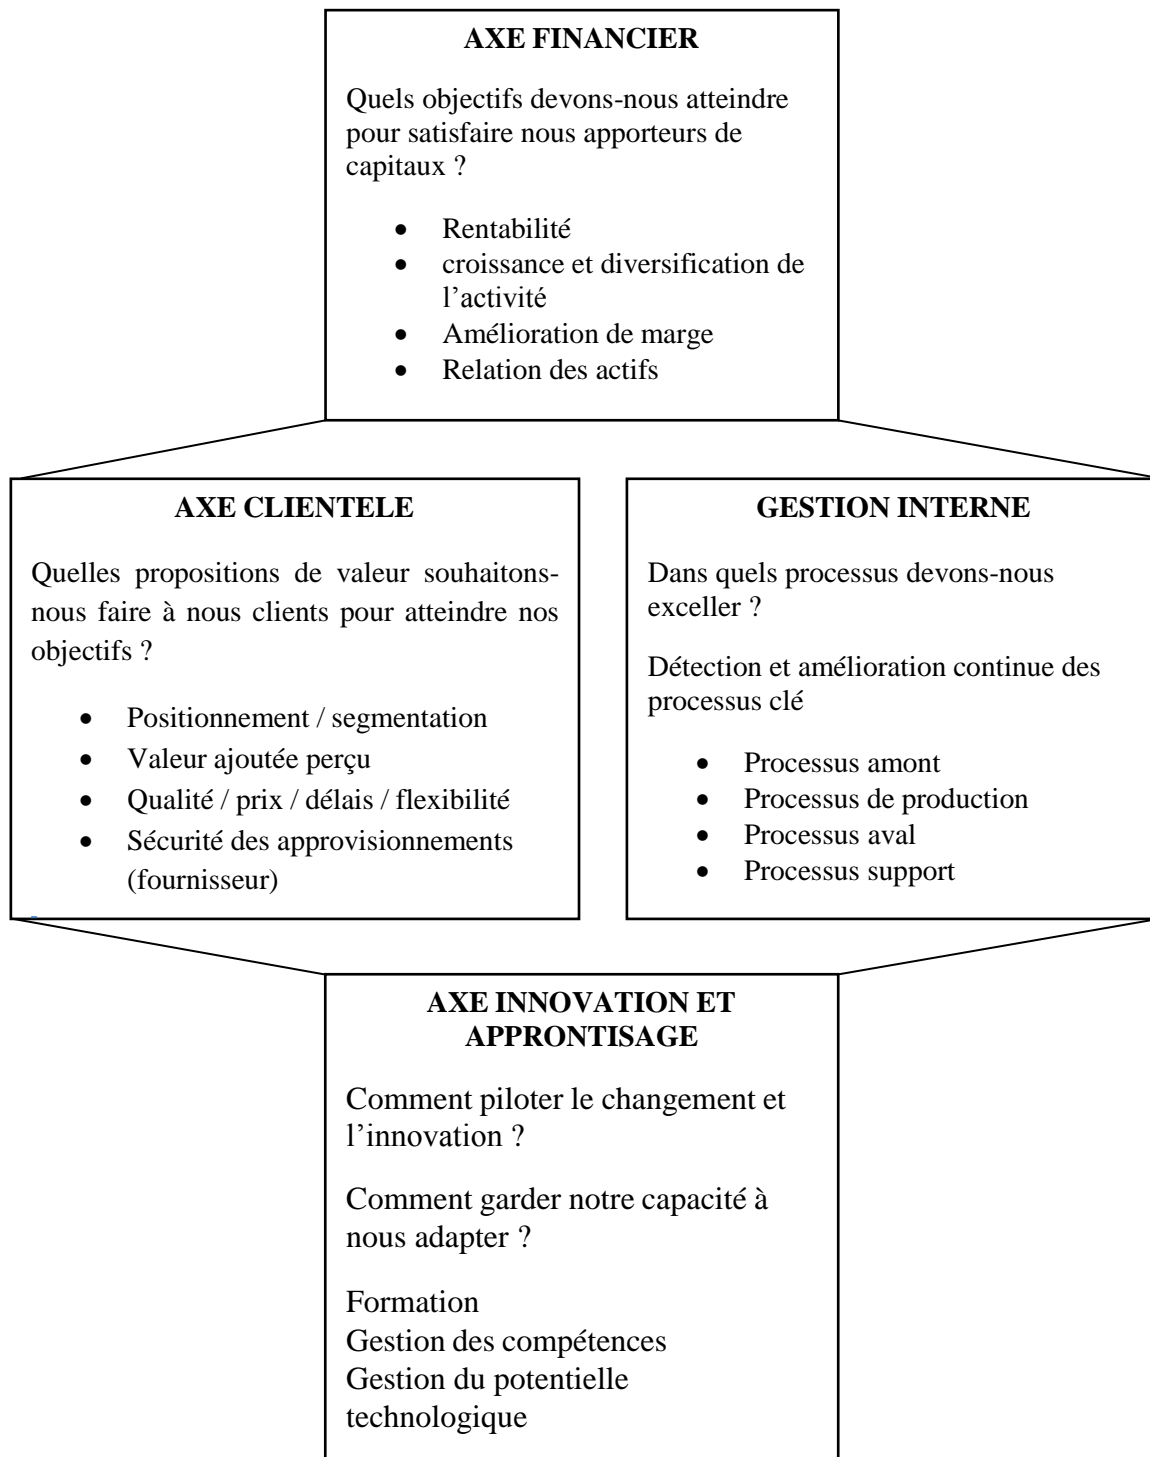 AXE FINANCIER
Quels objectifs devons-nous atteindre
pour satisfaire nous apporteurs de
capitaux ?
• Rentabilité
• croissance et diversification de
l’activité
• Amélioration de marge
• Relation des actifs
AXE CLIENTELE
Quelles propositions de valeur souhaitons-
nous faire à nous clients pour atteindre nos
objectifs ?
• Positionnement / segmentation
• Valeur ajoutée perçu
• Qualité / prix / délais / flexibilité
• Sécurité des approvisionnements
(fournisseur)
GESTION INTERNE
Dans quels processus devons-nous
exceller ?
Détection et amélioration continue des
processus clé
• Processus amont
• Processus de production
• Processus aval
• Processus support
AXE INNOVATION ET
APPRONTISAGE
Comment piloter le changement et
l’innovation ?
Comment garder notre capacité à
nous adapter ?
Formation
Gestion des compétences
Gestion du potentielle
technologique